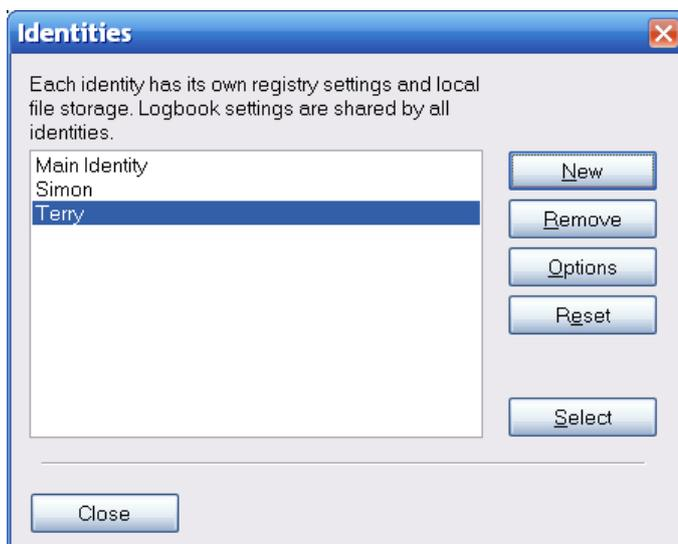 Identities
Each identity has its own registry settings and local
file storage. Logbook settings are shared by all
identities.
Main Identity
Simon
Terry
New
Remove
Options
Reset
Select
Close